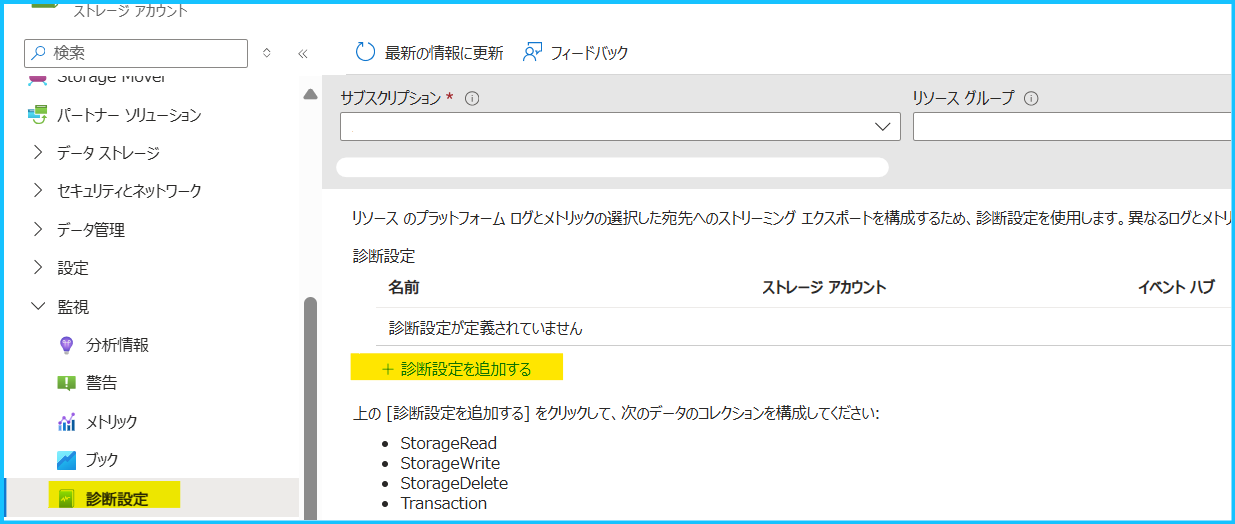 ストレージ アカウント
検索
最新の情報に更新
フィードバック
Storage Mover
パートナー ソリューション
データ ストレージ
セキュリティとネットワーク
データ管理
設定
監視
分析情報
警告
メトリック
ブック
診断設定
サブスクリプション *
リソース グループ
リソース のプラットフォーム ログとメトリックの選択した宛先へのストリーミング エクスポートを構成するため、診断設定を使用します。異なるログとメトリ
診断設定
名前 ストレージ アカウント イベント ハブ
診断設定が定義されていません
+ 診断設定を追加する
上の [診断設定を追加する] をクリックして、次のデータのコレクションを構成してください:
• StorageRead
• StorageWrite
• StorageDelete
• Transaction